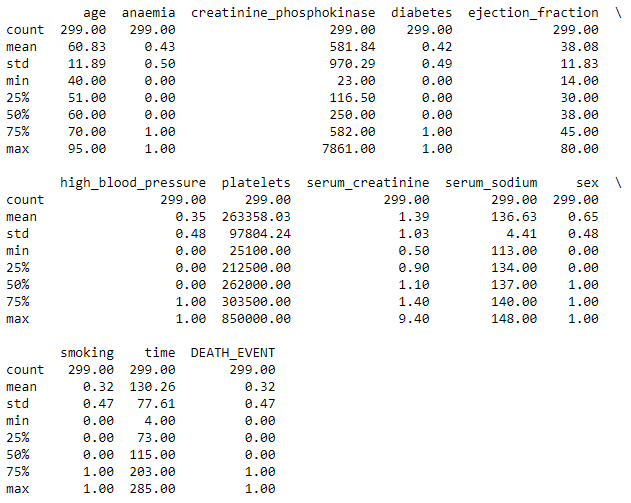 age anaemia creatinine_phosphokinase diabetes ejection_fraction \
count 299.00 299.00 299.00 299.00 299.00
mean 60.83 0.43 581.84 0.42 38.08
std 11.89 0.50 970.29 0.49 11.83
min 40.00 0.00 23.00 0.00 14.00
25% 51.00 0.00 116.50 0.00 30.00
50% 60.00 0.00 250.00 0.00 38.00
75% 70.00 1.00 582.00 1.00 45.00
max 95.00 1.00 7861.00 1.00 80.00
high_blood_pressure platelets serum_creatinine serum_sodium sex \
count 299.00 299.00 299.00 299.00 299.00
mean 0.35 263358.03 1.39 136.63 0.65
std 0.48 97804.24 1.03 4.41 0.48
min 0.00 25100.00 0.50 113.00 0.00
25% 0.00 212500.00 0.90 134.00 0.00
50% 0.00 262000.00 1.10 137.00 1.00
75% 1.00 303500.00 1.40 140.00 1.00
max 1.00 850000.00 9.40 148.00 1.00
smoking time DEATH_EVENT
count 299.00 299.00 299.00
mean 0.32 130.26 0.32
std 0.47 77.61 0.47
min 0.00 4.00 0.00
25% 0.00 73.00 0.00
50% 0.00 115.00 0.00
75% 1.00 203.00 1.00
max 1.00 285.00 1.00